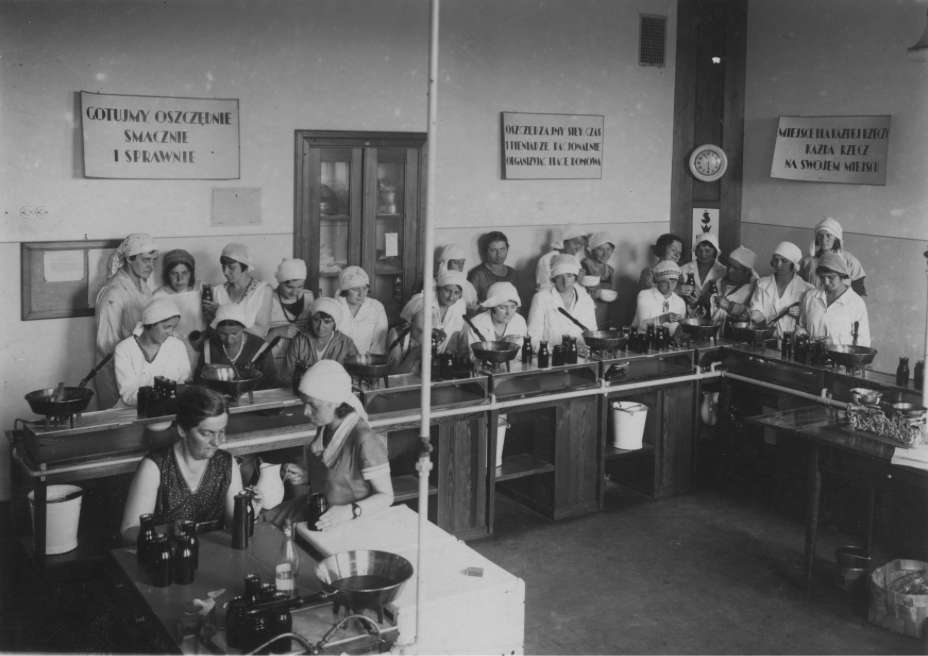 GOTUJMY OSZCZĘDNIE
SMACZNIE
I SPRAWNIE
OSZCZĘDZAJMY SIŁY CZAS
I PIENIĄDZE RACJONALNIE
ORGANIZUJĄC PRACĘ DOMOWĄ
MIEJSCE DLA KAŻDEJ RZECZY
KAŻDA RZECZ
NA SWOJEM MIEJSCU